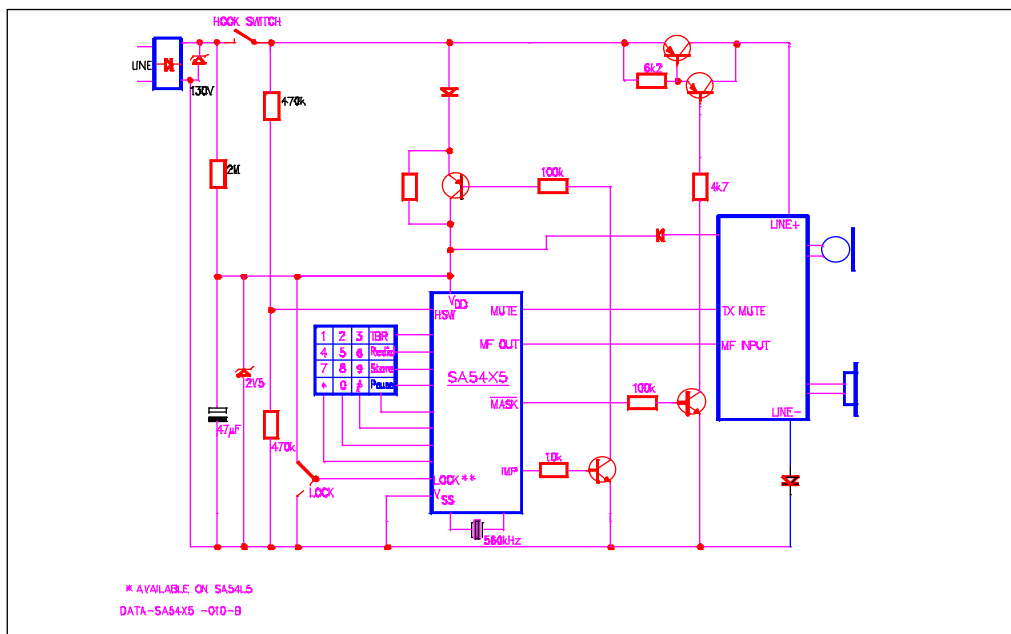 HOOK SWITCH
LINE
130V
6k2
470k
2M
100k
4k7
LINE+
VDD
HSW
MUTE
TX MUTE
1 2 3 TBR
MF OUT
MF INPUT
4 5 6 Redial
7 8 9 Store
SA54X5
* 0 # Pause
2V5
100k
MASK
LINE-
47µF
470k
10k
IMP
LOCK**
LOCK
VSS
560kHz
* AVAILABLE ON SA54L5
DATA-SA54X5 -010-B